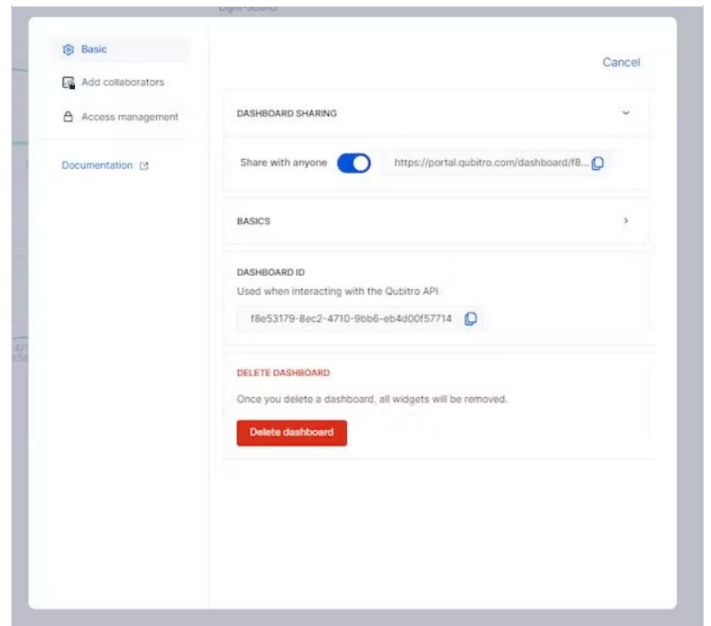 Light-Sound
Basic
Add collaborators
Access management
Documentation
Cancel
DASHBOARD SHARING
Share with anyone
https://portal.qubitro.com/dashboard/f8...
BASICS
DASHBOARD ID
Used when interacting with the Qubitro API
f8e53179-8ec2-4710-9bb6-eb4d00f57714
DELETE DASHBOARD
Once you delete a dashboard, all widgets will be removed.
Delete dashboard